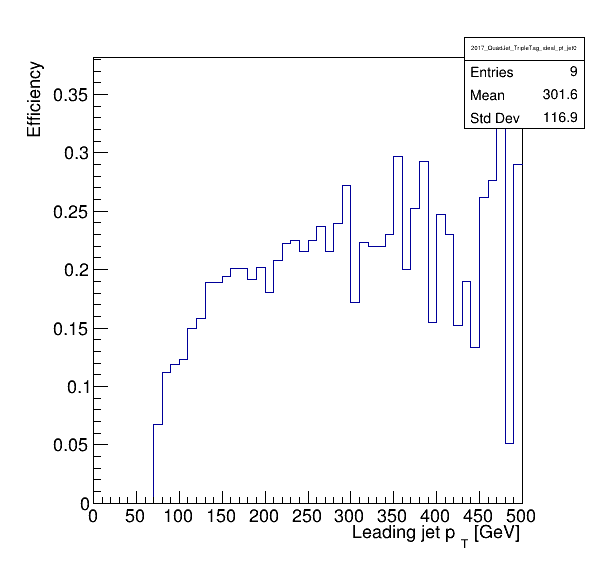 2017_QuadJet_TripleTag_ideal_pt_jet0
Entries 9
Mean 301.6
Std Dev 116.9
Efficiency
0.35
0.3
0.25
0.2
0.15
0.1
0.05
0
0 50 100 150 200 250 300 350 400 450 500
Leading jet p T [GeV]